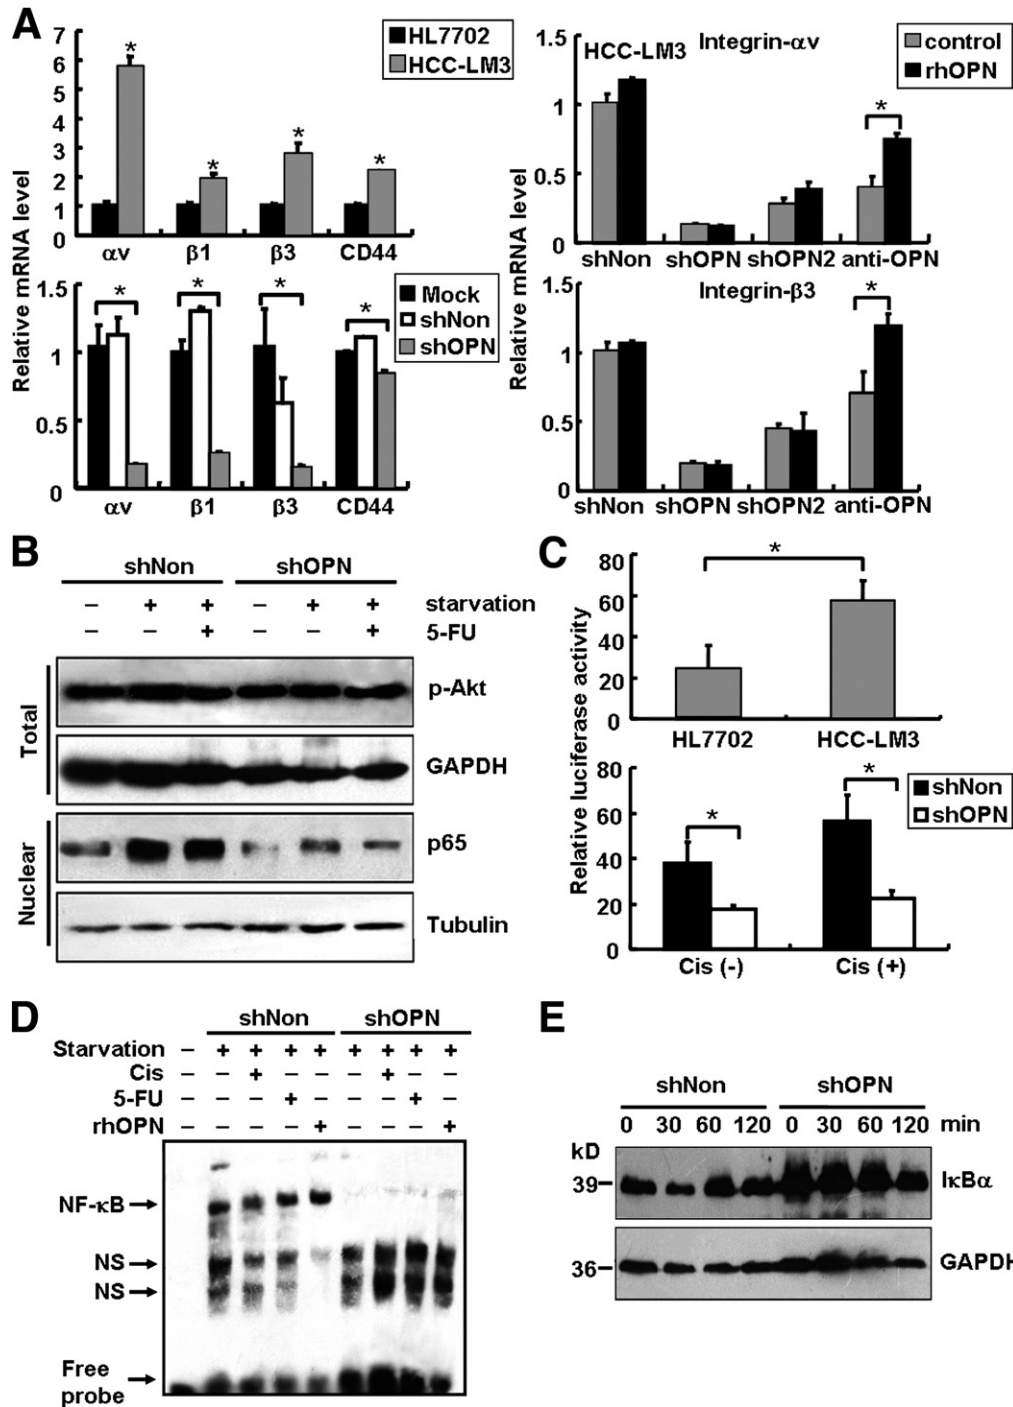 A
7
6
5
4
3
2
1
0
* * * *
HL7702
HCC-LM3
αv β1 β3 CD44
Relative mRNA level
1.5
1
0.5
0
* * * *
Mock
shNon
shOPN
αv β1 β3 CD44
1.5
1
0.5
0
HCC-LM3 Integrin-αv
control
rhOPN
*
shNon shOPN shOPN2 anti-OPN
Relative mRNA level
Integrin-β3
1.5
1
0.5
0
*
shNon shOPN shOPN2 anti-OPN
B
shNon shOPN
– + + – + + starvation
– – + – – + 5-FU
Total
p-Akt
GAPDH
Nuclear
p65
Tubulin
C
Relative luciferase activity
80
60
40
20
0
*
HL7702 HCC-LM3
80
60
40
20
0
* *
shNon
shOPN
Cis (-) Cis (+)
D
shNon shOPN
Starvation – + + + + + + + +
Cis – – + – – – + – –
5-FU – – – + – – – + –
rhOPN – – – – + – – – +
NF-κB
NS
NS
Free
probe
E
shNon shOPN
0 30 60 120 0 30 60 120 min
kD
39
IκBα
36
GAPDH